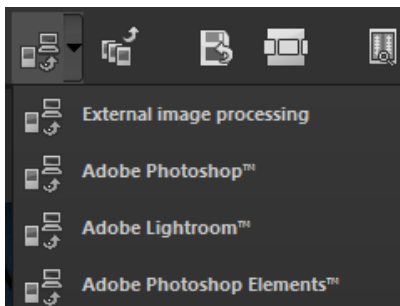 External image processing
Adobe Photoshop™
Adobe Lightroom™
Adobe Photoshop Elements™